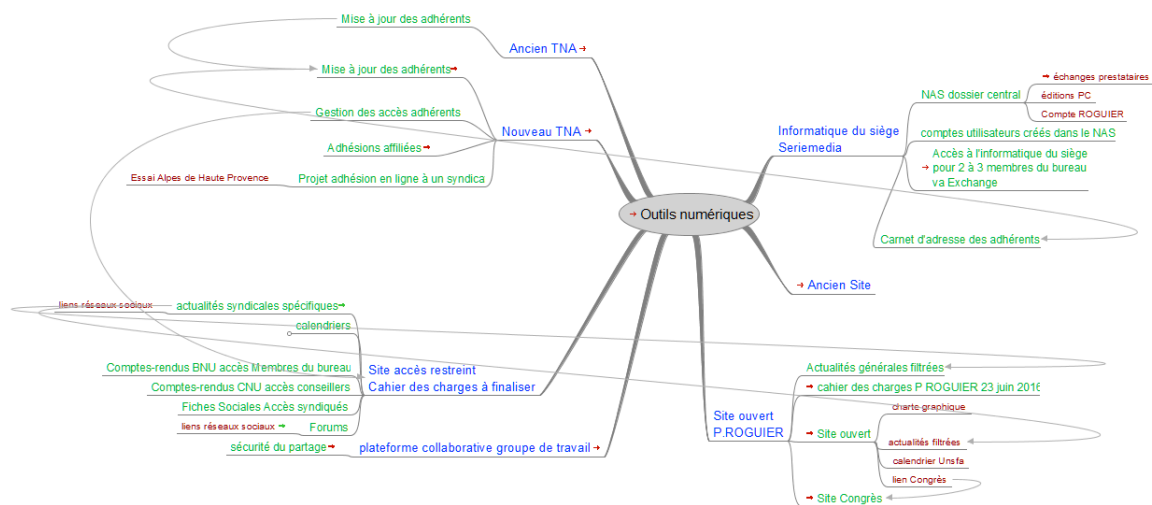 Outils numériques
Ancien TNA
Mise à jour des adhérents
Nouveau TNA
Mise à jour des adhérents
Gestion des accès adhérents
Adhésions affiliées
Projet adhésion en ligne à un syndica
Essai Alpes de Haute Provence
Site accès restreint
Cahier des charges à finaliser
actualités syndicales spécifiques
liens réseaux sociaux
calendriers
Comptes-rendus BNU accès Membres du bureau
Comptes-rendus CNU accès conseillers
Fiches Sociales Accès syndiqués
Forums
liens réseaux sociaux
plateforme collaborative groupe de travail
sécurité du partage
Informatique du siège
Seriemedia
NAS dossier central
échanges prestataires
éditions PC
Compte ROGUIER
comptes utilisateurs créés dans le NAS
Accès à l'informatique du siège
pour 2 à 3 membres du bureau
va Exchange
Carnet d'adresse des adhérents
Ancien Site
Site ouvert
P.ROGUIER
Actualités générales filtrées
cahier des charges P ROGUIER 23 juin 2016
Site ouvert
charte graphique
actualités filtrées
calendrier Unsfa
lien Congrès
Site Congrès